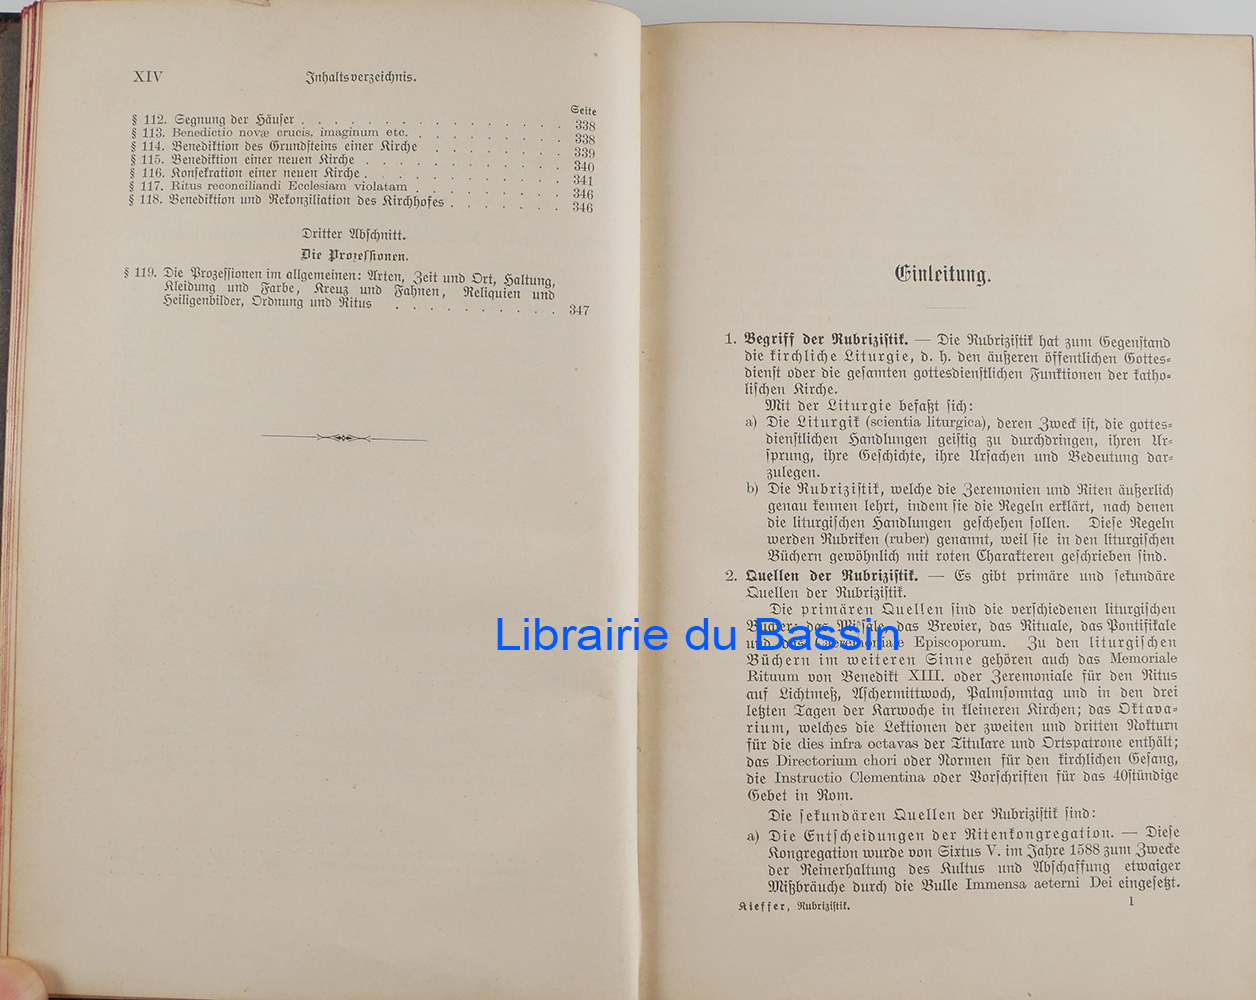 XIV Inhaltsverzeichnis.
Seite
§ 112. Segnung der Häuser . . . . . . . . . . . . . . . 338
§ 113. Benedictio novæ crucis, imaginum etc. . . . . . . . . 338
§ 114. Benediktion des Grundsteins einer Kirche . . . . . . . 339
§ 115. Benediktion einer neuen Kirche . . . . . . . . . . . 340
§ 116. Konsekration einer neuen Kirche . . . . . . . . . . . 341
§ 117. Ritus reconciliandi Ecclesiam violatam . . . . . . . . 346
§ 118. Benediktion und Rekonziliation des Kirchhofes . . . . . . 346
Dritter Abschnitt.
Die Prozessionen.
§ 119. Die Prozessionen im allgemeinen: Arten, Zeit und Ort, Haltung,
Kleidung und Farbe, Kreuz und Fahnen, Reliquien und
Heiligenbilder, Ordnung und Ritus . . . . . . . . . 347
Einleitung.
1. Begriff der Rubrizistik. — Die Rubrizistik hat zum Gegenstand
die kirchliche Liturgie, d. h. den äußeren öffentlichen Gottes=
dienst oder die gesamten gottesdienstlichen Funktionen der katho=
lischen Kirche.
Mit der Liturgie befaßt sich:
a) Die Liturgik (scientia liturgica), deren Zweck ist, die gottes=
dienstlichen Handlungen geistig zu durchdringen, ihren Ur=
sprung, ihre Geschichte, ihre Ursachen und Bedeutung dar=
zulegen.
b) Die Rubrizistik, welche die Zeremonien und Riten äußerlich
genau kennen lehrt, indem sie die Regeln erklärt, nach denen
die liturgischen Handlungen geschehen sollen. Diese Regeln
werden Rubriken (ruber) genannt, weil sie in den liturgischen
Büchern gewöhnlich mit roten Charakteren geschrieben sind.
2. Quellen der Rubrizistik. — Es gibt primäre und sekundäre
Quellen der Rubrizistik.
Die primären Quellen sind die verschiedenen liturgischen
Bücher: das Missale, das Brevier, das Rituale, das Pontifikale
und das Caeremoniale Episcoporum. Zu den liturgischen
Büchern im weiteren Sinne gehören auch das Memoriale
Rituum von Benedikt XIII. oder Zeremoniale für den Ritus
auf Lichtmeß, Aschermittwoch, Palmsonntag und in den drei
letzten Tagen der Karwoche in kleineren Kirchen; das Oktava=
rium, welches die Lektionen der zweiten und dritten Nokturn
für die dies infra octavas der Titulare und Ortspatrone enthält;
das Directorium chori oder Normen für den kirchlichen Gesang,
die Instructio Clementina oder Vorschriften für das 40stündige
Gebet in Rom.
Die sekundären Quellen der Rubrizistik sind:
a) Die Entscheidungen der Ritenkongregation. — Diese
Kongregation wurde von Sixtus V. im Jahre 1588 zum Zwecke
der Reinerhaltung des Kultus und Abschaffung etwaiger
Mißbräuche durch die Bulle Immensa aeterni Dei eingesetzt.
Kieffer, Rubrizistik. 1
Librairie du Bassin